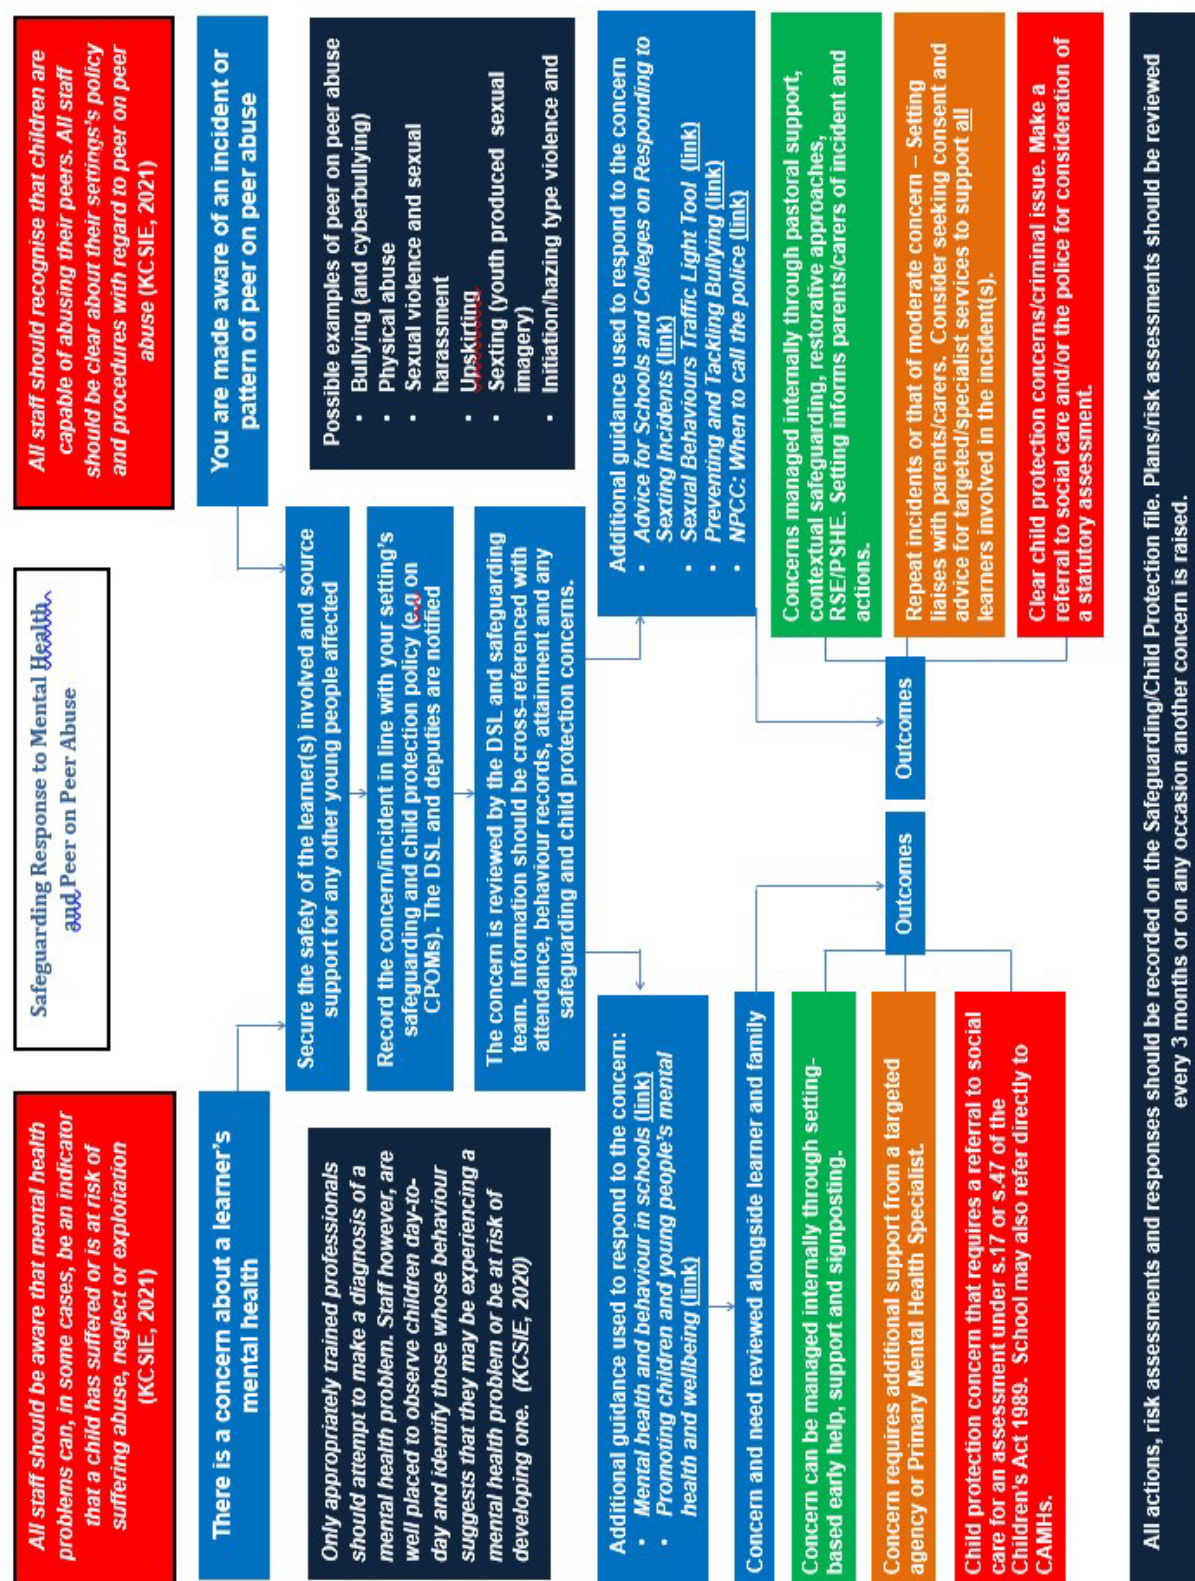 Safeguarding Response to Mental Health
and Peer on Peer Abuse
All staff should be aware that mental health
problems can, in some cases, be an indicator
that a child has suffered or is at risk of
suffering abuse, neglect or exploitation
(KCSIE, 2021)
All staff should recognise that children are
capable of abusing their peers. All staff
should be clear about their settings's policy
and procedures with regard to peer on peer
abuse (KCSIE, 2021)
There is a concern about a learner's
mental health
You are made aware of an incident or
pattern of peer on peer abuse
Secure the safety of the learner(s) involved and source
support for any other young people affected
Record the concern/incident in line with your setting's
safeguarding and child protection policy (e.g on
CPOMs). The DSL and deputies are notified
The concern is reviewed by the DSL and safeguarding
team. Information should be cross-referenced with
attendance, behaviour records, attainment and any
safeguarding and child protection concerns.
Only appropriately trained professionals
should attempt to make a diagnosis of a
mental health problem. Staff however, are
well placed to observe children day-to-
day and identify those whose behaviour
suggests that they may be experiencing a
mental health problem or be at risk of
developing one. (KCSIE, 2020)
Possible examples of peer on peer abuse
• Bullying (and cyberbullying)
• Physical abuse
• Sexual violence and sexual
harassment
• Upskirting
• Sexting (youth produced sexual
imagery)
• Initiation/hazing type violence and
Additional guidance used to respond to the concern:
• Mental health and behaviour in schools (link)
• Promoting children and young people's mental
health and wellbeing (link)
Concern and need reviewed alongside learner and family
Outcomes
Concern can be managed internally through setting-
based early help, support and signposting.
Concern requires additional support from a targeted
agency or Primary Mental Health Specialist.
Child protection concern that requires a referral to social
care for an assessment under s.17 or s.47 of the
Children's Act 1989. School may also refer directly to
CAMHs.
Additional guidance used to respond to the concern
• Advice for Schools and Colleges on Responding to
Sexting Incidents (link)
• Sexual Behaviours Traffic Light Tool (link)
• Preventing and Tackling Bullying (link)
• NPCC: When to call the police (link)
Outcomes
Concerns managed internally through pastoral support,
contextual safeguarding, restorative approaches,
RSE/PSHE. Setting informs parents/carers of incident and
actions.
Repeat incidents or that of moderate concern – Setting
liaises with parents/carers. Consider seeking consent and
advice for targeted/specialist services to support all
learners involved in the incident(s).
Clear child protection concerns/criminal issue. Make a
referral to social care and/or the police for consideration of
a statutory assessment.
All actions, risk assessments and reponses should be recorded on the Safeguarding/Child Protection file. Plans/risk assessments should be reviewed
every 3 months or on any occasion another concern is raised.